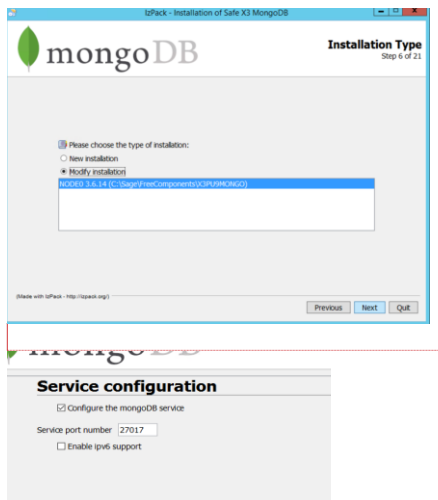 IzPack - Installation of Safe X3 MongoDB
mongoDB
Installation Type
Step 6 of 21
Please choose the type of installation:
New installation
Modify installation
NODE0 3.6.14 (C:\Sage\FreeComponents\X3PU9MONGO)
(Made with IzPack - http://izpack.org/)
Previous Next Quit
mongoDB
Service configuration
Configure the mongoDB service
Service port number 27017
Enable ipv6 support